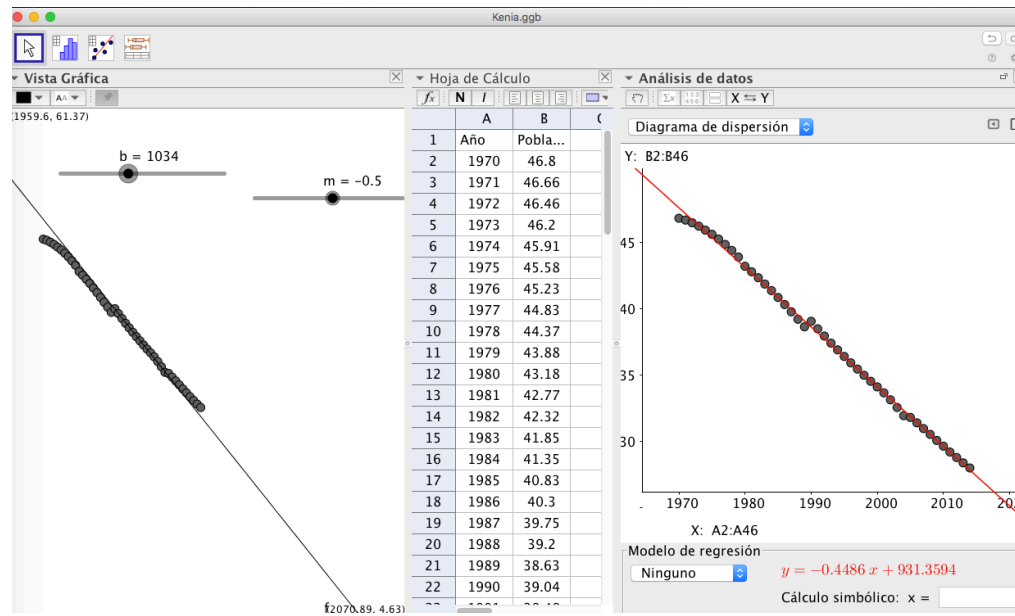 Kenia.ggb
Vista Gráfica
Hoja de Cálculo
Análisis de datos
fx N I
X ⇆ Y
(1959.6, 61.37)
b = 1034
m = −0.5
f
(2070.89, 4.63)
A B
1 Año Pobla...
2 1970 46.8
3 1971 46.66
4 1972 46.46
5 1973 46.2
6 1974 45.91
7 1975 45.58
8 1976 45.23
9 1977 44.83
10 1978 44.37
11 1979 43.88
12 1980 43.18
13 1981 42.77
14 1982 42.32
15 1983 41.85
16 1984 41.35
17 1985 40.83
18 1986 40.3
19 1987 39.75
20 1988 39.2
21 1989 38.63
22 1990 39.04
Diagrama de dispersión
Y: B2:B46
45
40
35
30
1970 1980 1990 2000 2010
X: A2:A46
Modelo de regresión
Ninguno
y = −0.4486 x + 931.3594
Cálculo simbólico: x =